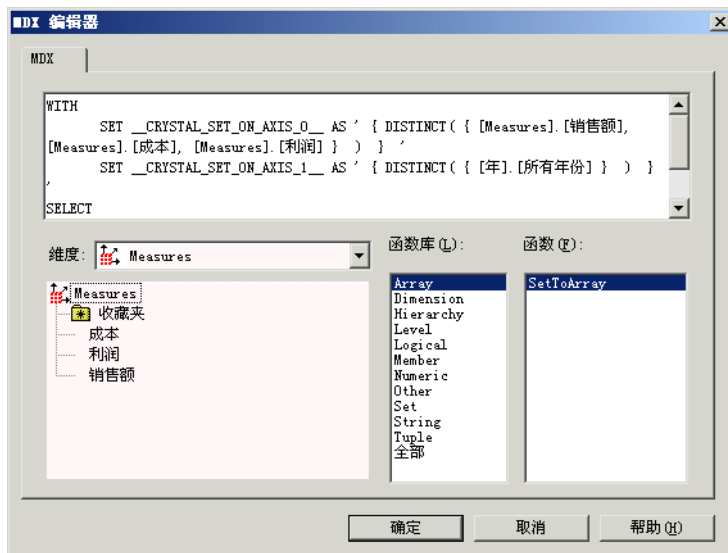 MDX 编辑器
MDX
WITH
SET __CRYSTAL_SET_ON_AXIS_0__ AS ' { DISTINCT( { [Measures].[销售额],
[Measures].[成本], [Measures].[利润] } ) } '
SET __CRYSTAL_SET_ON_AXIS_1__ AS ' { DISTINCT( { [年].[所有年份] } ) }
'
SELECT
维度: Measures
函数库(L):
函数(F):
Measures
收藏夹
成本
利润
销售额
Array
Dimension
Hierarchy
Level
Logical
Member
Numeric
Other
Set
String
Tuple
全部
SetToArray
确定
取消
帮助(H)